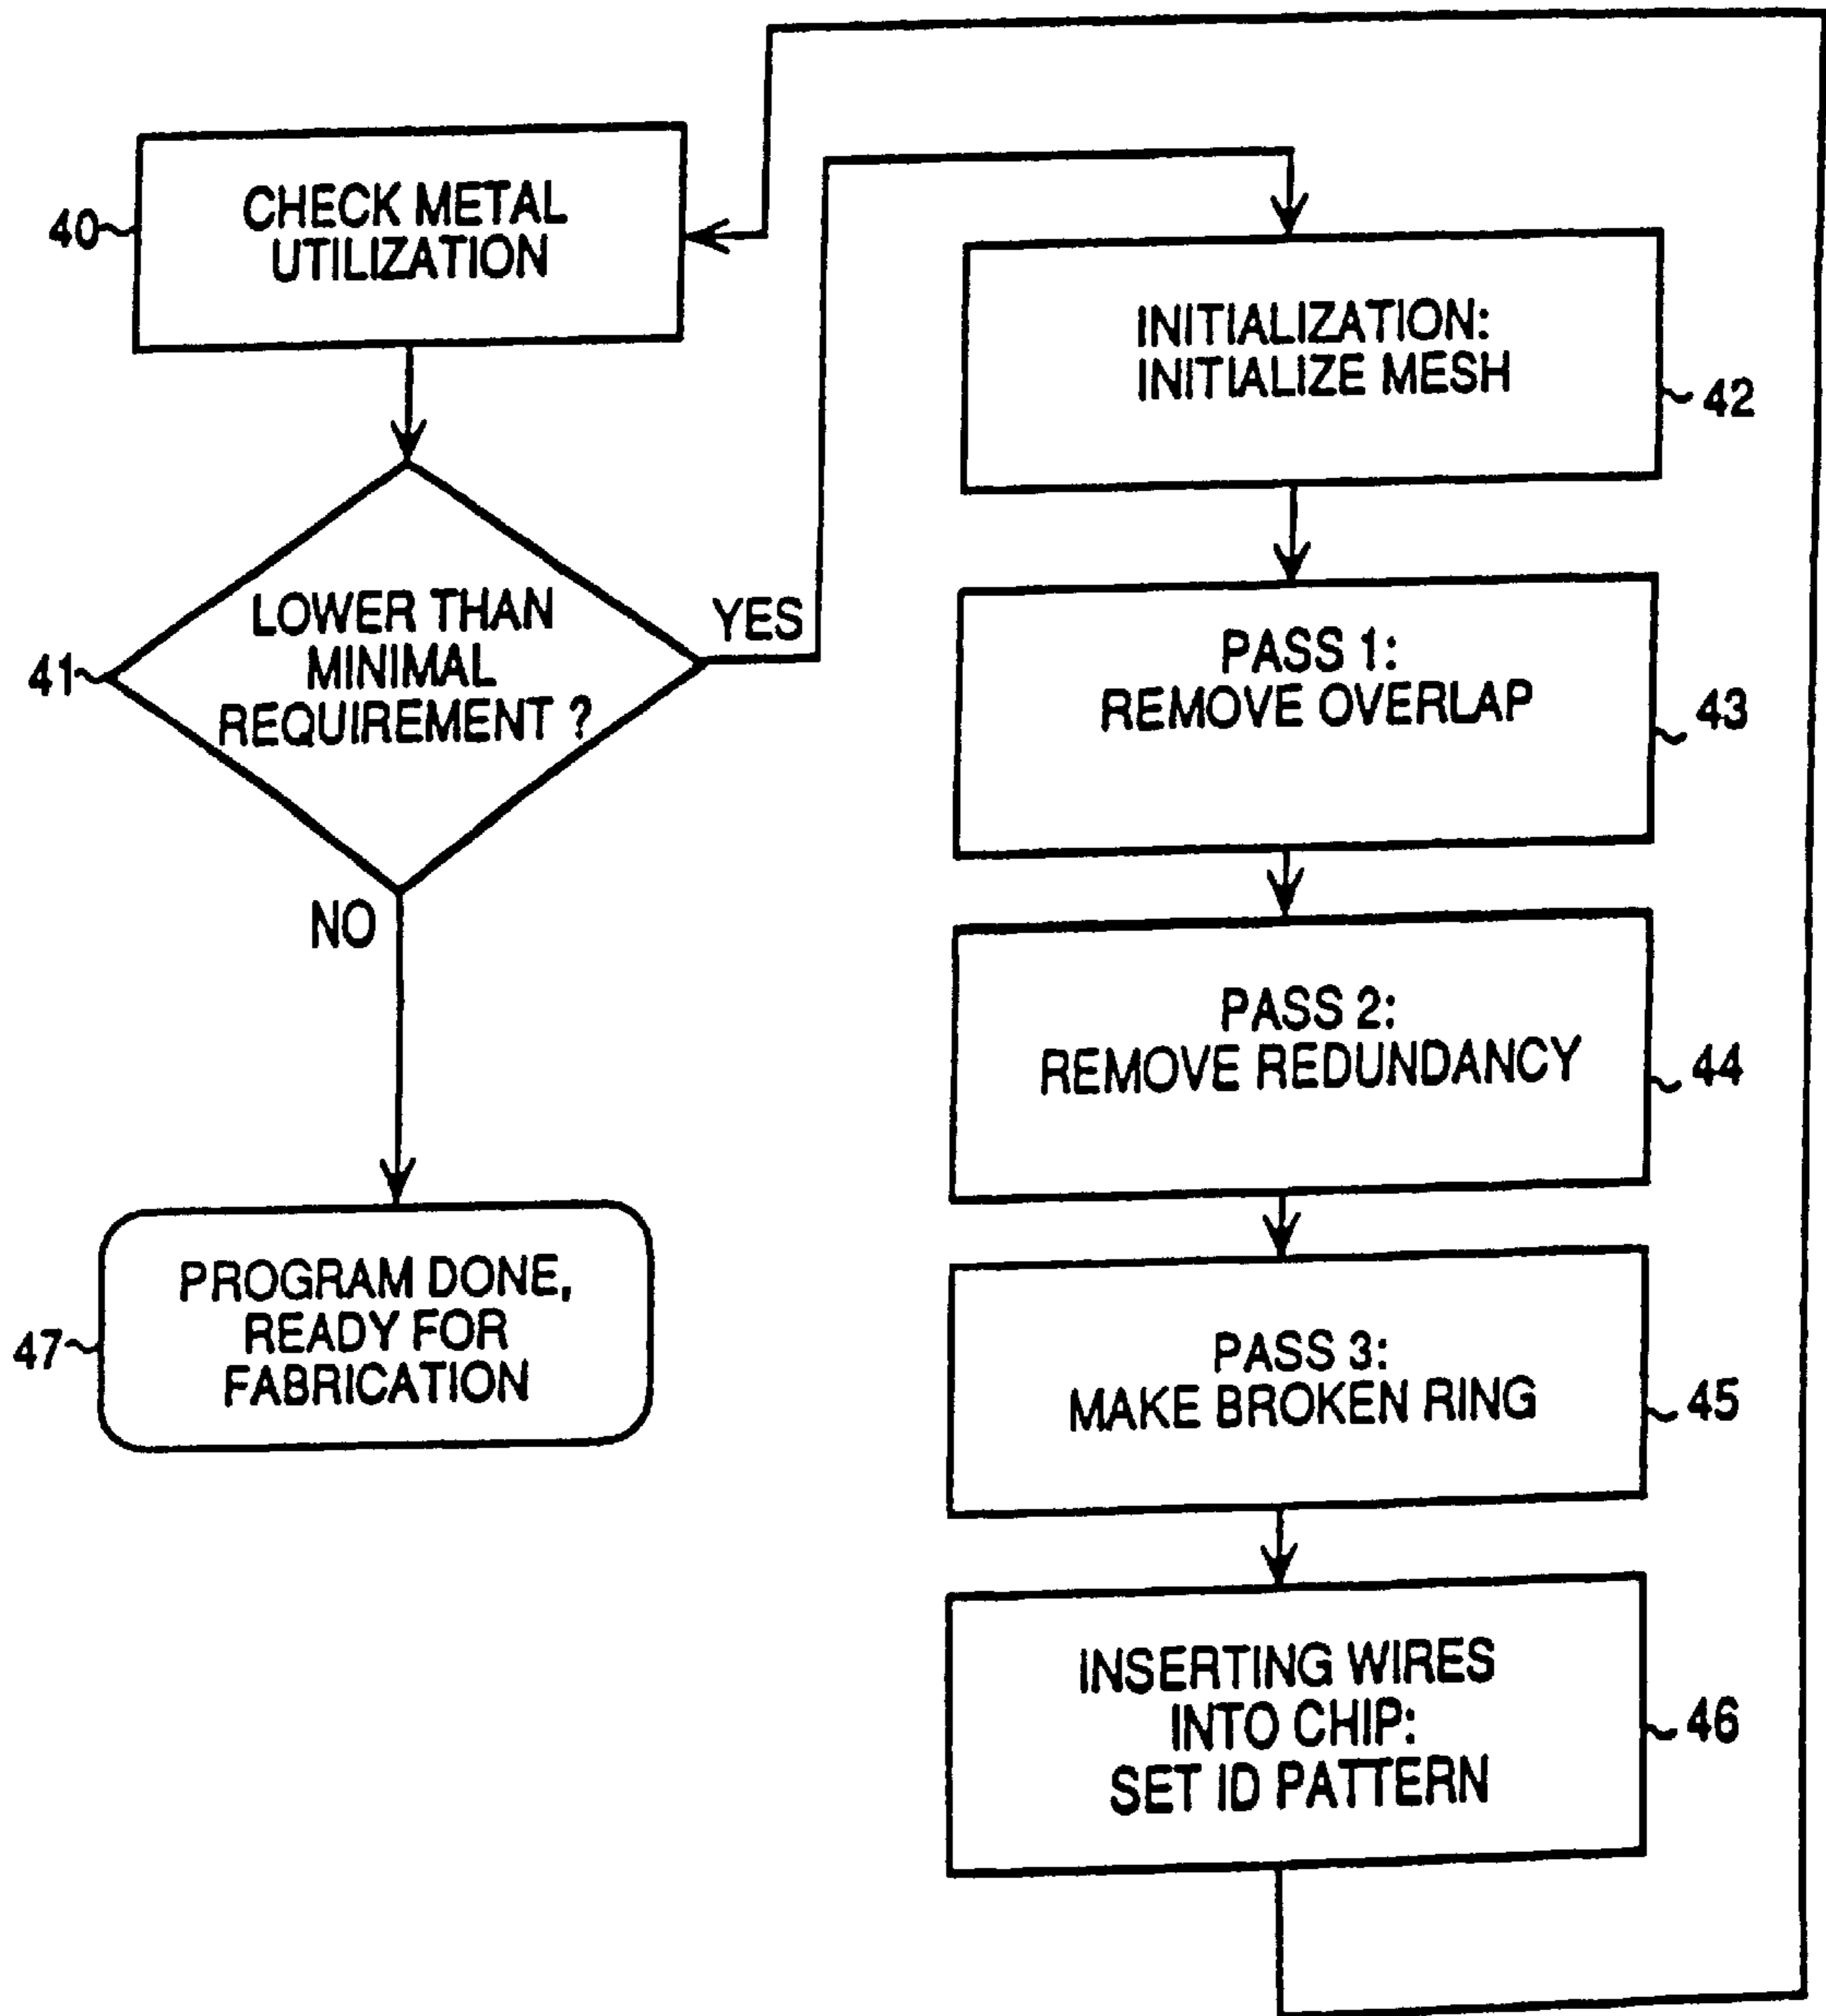 40
CHECK METAL
UTILIZATION
41
LOWER THAN
MINIMAL
REQUIREMENT ?
YES
NO
47
PROGRAM DONE,
READY FOR
FABRICATION
INITIALIZATION:
INITIALIZE MESH
42
PASS 1:
REMOVE OVERLAP
43
PASS 2:
REMOVE REDUNDANCY
44
PASS 3:
MAKE BROKEN RING
45
INSERTING WIRES
INTO CHIP:
SET ID PATTERN
46